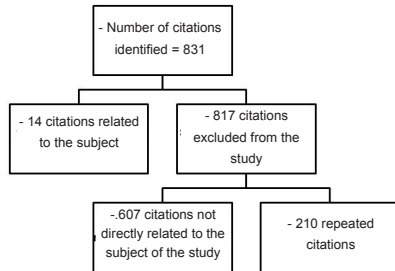 - Number of citations
identified = 831
- 14 citations related
to the subject
- 817 citations
excluded from the
study
-.607 citations not
directly related to the
subject of the study
- 210 repeated
citations